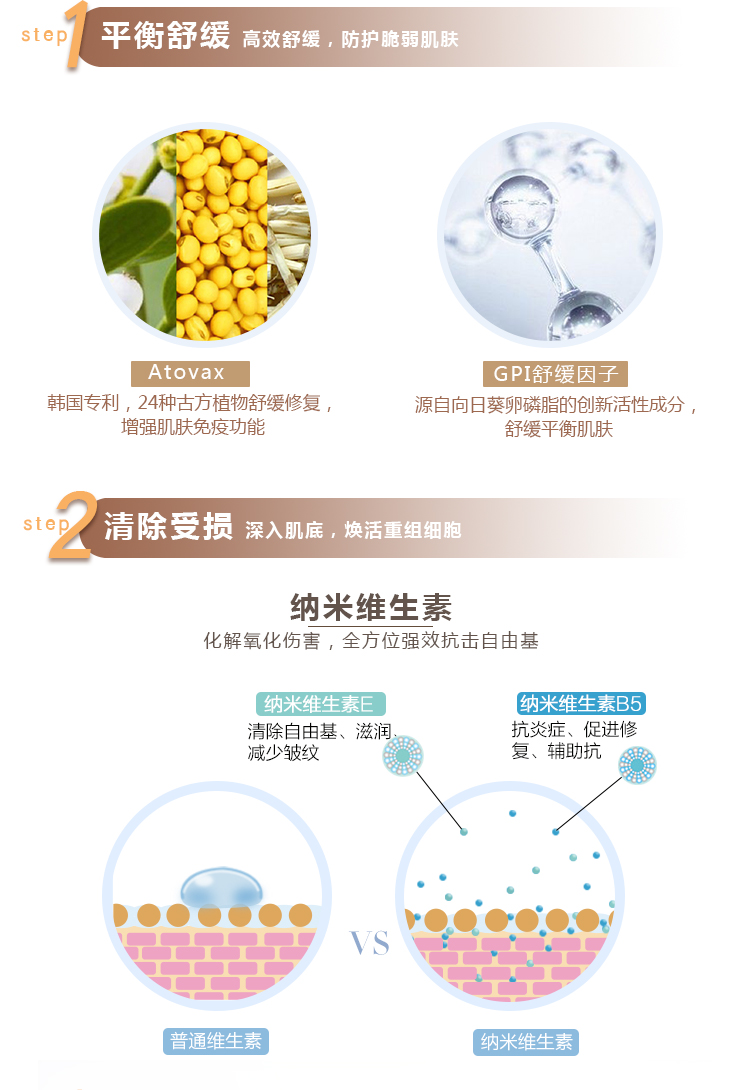 step 1 平衡舒缓 高效舒缓，防护脆弱肌肤
Atovax
韩国专利，24种古方植物舒缓修复，
增强肌肤免疫功能
GPI舒缓因子
源自向日葵卵磷脂的创新活性成分，
舒缓平衡肌肤
step 2 清除受损 深入肌底，焕活重组细胞
纳米维生素
化解氧化伤害，全方位强效抗击自由基
纳米维生素E
清除自由基、滋润、
减少皱纹
纳米维生素B5
抗炎症、促进修
复、辅助抗
VS
普通维生素
纳米维生素